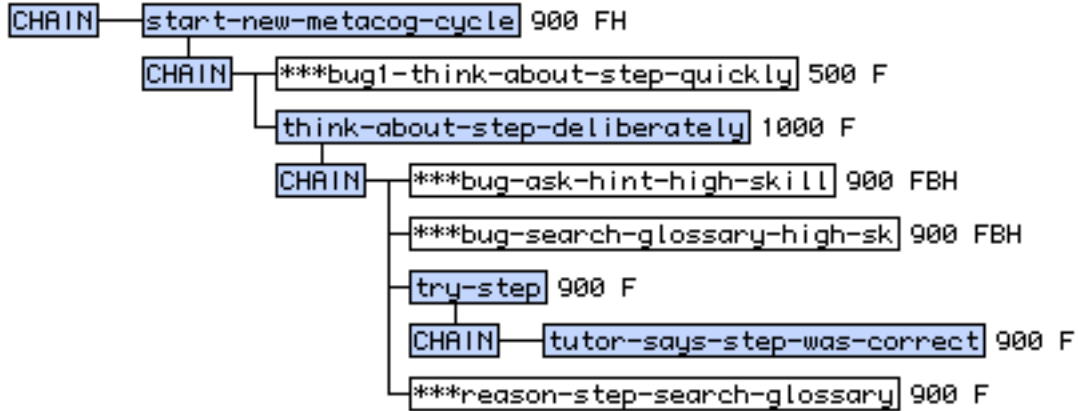 CHAIN start-new-metacog-cycle 900 FH
CHAIN ***bug1-think-about-step-quickly 500 F
think-about-step-deliberately 1000 F
CHAIN ***bug-ask-hint-high-skill 900 FBH
***bug-search-glossary-high-sk 900 FBH
try-step 900 F
CHAIN tutor-says-step-was-correct 900 F
***reason-step-search-glossary 900 F